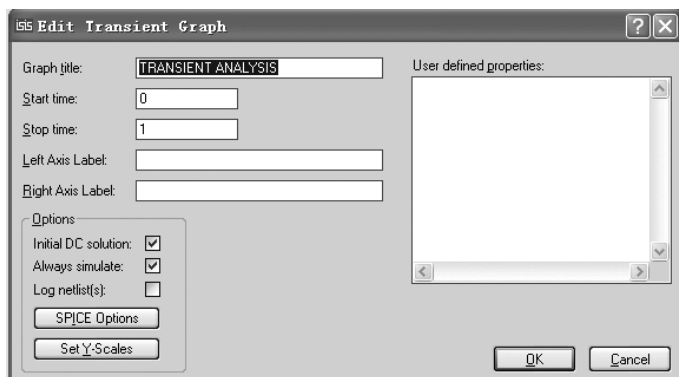 isis Edit Transient Graph
Graph title: TRANSIENT ANALYSIS
Start time: 0
Stop time: 1
Left Axis Label:
Right Axis Label:
User defined properties:
Options
Initial DC solution:
Always simulate:
Log netlist(s):
SPICE Options
Set Y-Scales
OK
Cancel